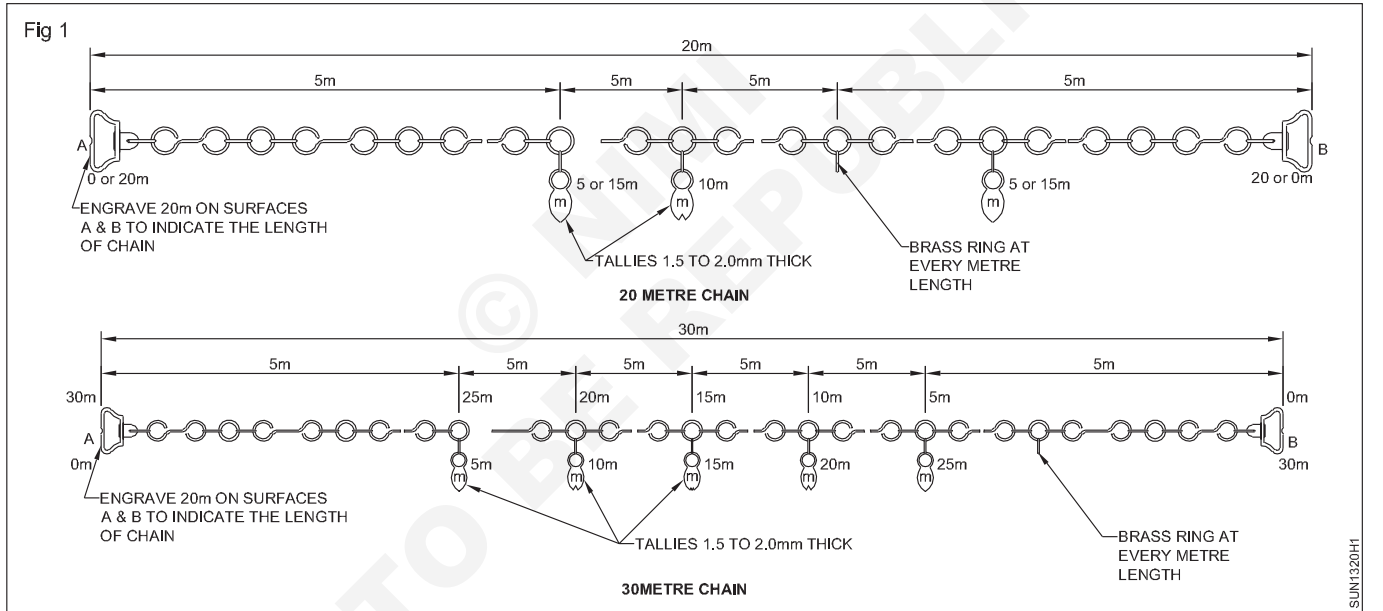 Fig 1
20m
5m 5m 5m 5m
A B
0 or 20m 5 or 15m 10m 5 or 15m 20 or 0m
m m m
ENGRAVE 20m ON SURFACES
A & B TO INDICATE THE LENGTH
OF CHAIN
TALLIES 1.5 TO 2.0mm THICK
BRASS RING AT
EVERY METRE
LENGTH
20 METRE CHAIN
30m
5m 5m 5m 5m 5m 5m
30m 25m 20m 15m 10m 5m 0m
A B
0m 5m 10m 15m 20m 25m 30m
m m m m m
ENGRAVE 20m ON SURFACES
A & B TO INDICATE THE LENGTH
OF CHAIN
TALLIES 1.5 TO 2.0mm THICK
BRASS RING AT
EVERY METRE
LENGTH
30METRE CHAIN
SUN1320H1
© NIMI
TO BE REPUBLI